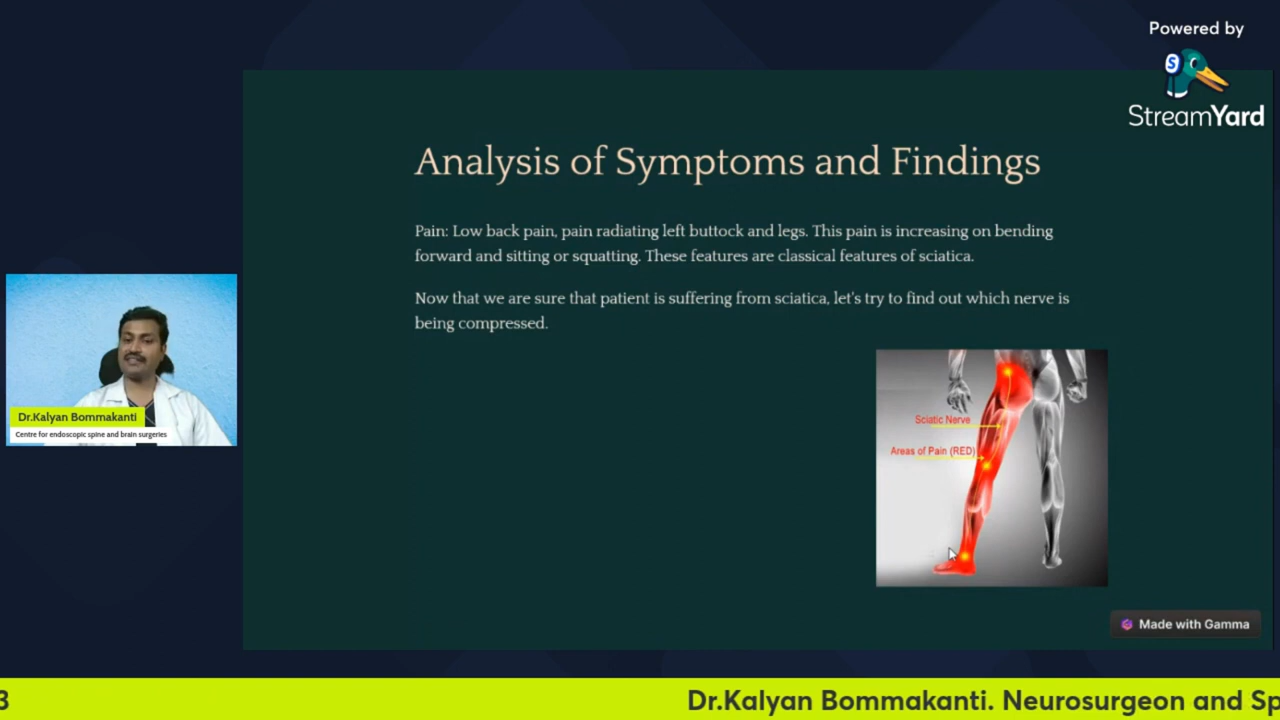 Powered by
S
StreamYard
Analysis of Symptoms and Findings
Pain: Low back pain, pain radiating left buttock and legs. This pain is increasing on bending
forward and sitting or squatting. These features are classical features of sciatica.
Now that we are sure that patient is suffering from sciatica, let's try to find out which nerve is
being compressed.
Sciatic Nerve
Areas of Pain (RED)
Dr.Kalyan Bommakanti
Centre for endoscopic spine and brain surgeries
Made with Gamma
3
Dr.Kalyan Bommakanti. Neurosurgeon and Sp